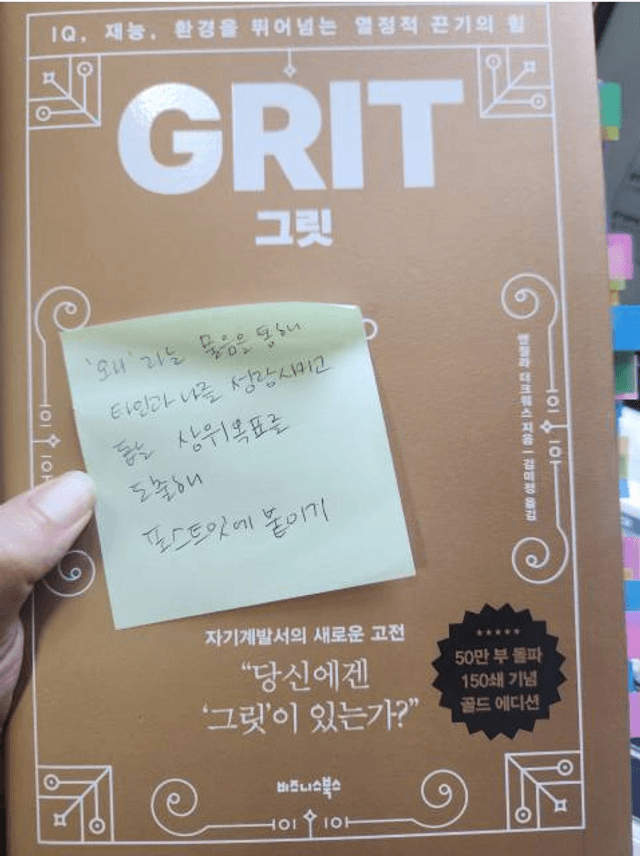 IQ, 재능, 환경을 뛰어넘는 열정적 끈기의 힘
GRIT
그릿
'왜'라는 물음을 통해
타인과 나를 성장시키고
돕는 상위목표를
도출해
포스트잇에 붙이기
앤절라 더크워스 지음 | 김미정 옮김
자기계발서의 새로운 고전
“당신에겐
‘그릿’이 있는가?”
★★★★★
50만 부 돌파
150쇄 기념
골드 에디션
비즈니스북스